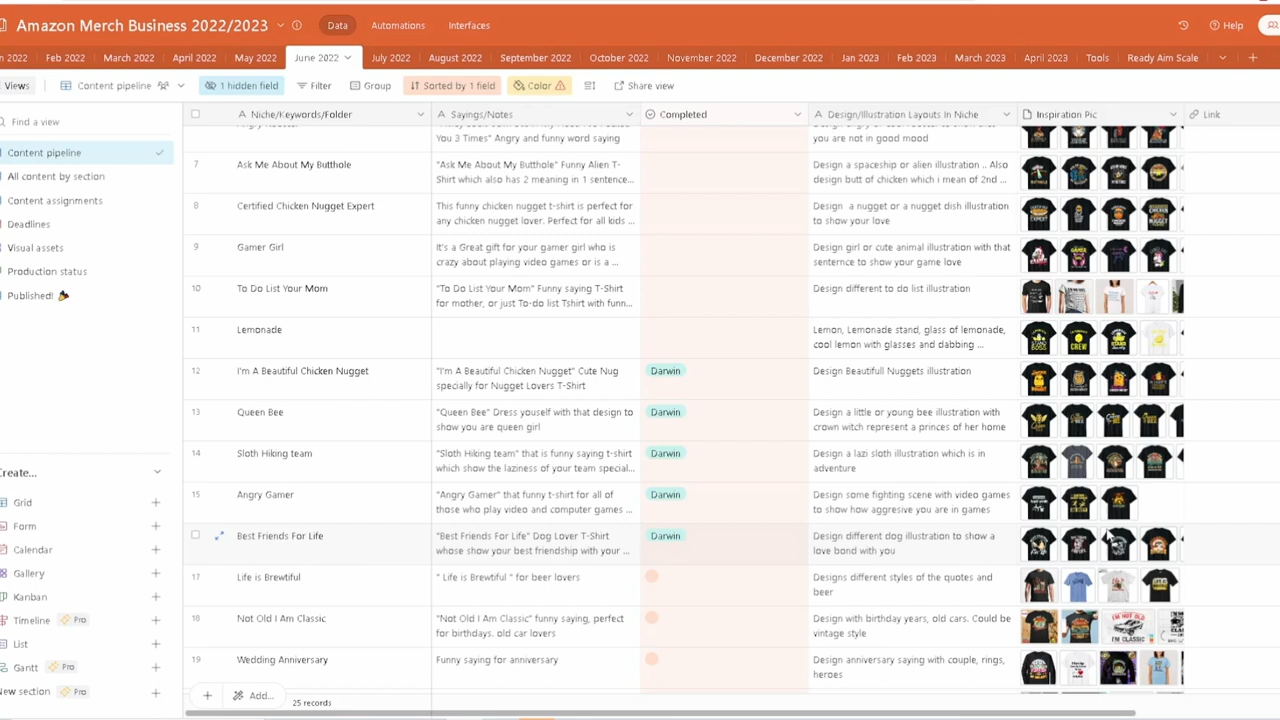 Amazon Merch Business 2022/2023 Data Automations Interfaces Help
n 2022 Feb 2022 March 2022 April 2022 May 2022 June 2022 July 2022 August 2022 September 2022 October 2022 November 2022 December 2022 Jan 2023 Feb 2023 March 2023 April 2023 Tools Ready Aim Scale
Views Content pipeline 1 hidden field Filter Group Sorted by 1 field Color Share view
Find a view
Content pipeline
All content by section
Content assignments
Deadlines
Visual assets
Production status
Published!
Create...
Grid
Form
Calendar
Gallery
Kanban
Timeline Pro
List
Gantt Pro
New section Pro
Niche/Keywords/Folder Sayings/Notes Completed Design/Illustration Layouts In Niche Inspiration Pic Link
You 3 Times" Angry and funny word saying
you are not in good mood
7 Ask Me About My Butthole "Ask Me About My Butthole" Funny Alien T- Design a spaceship or alien illustration .. Also
Shirt which also has 2 meaning in 1 sentence... design butt of chicken which i mean of 2nd ...
8 Certified Chicken Nugget Expert This funny chicken nugget t-shirt is perfect for Design a nugget or a nugget dish illustration
any chicken nugget lover. Perfect for all kids ... to show your love
9 Gamer Girl It's a Great gift for your gamer girl who is Design girl or cute animal illustration with that
crazy about playing video games or is a ... senternce to show your game love
10 To Do List Your Mom "To Do List Your Mom" Funny saying T-Shirt Design different to do list illustration
for mother, or just To-do list Tshirt with funn...
11 Lemonade Lemon, Lemonade stand, glass of lemonade,
cool lemon with glasses and dabbing ...
12 I'm A Beautiful Chicken Nugget "I'm A Beautiful Chicken Nugget" Cute Nug Darwin Design Beautiful Nuggets illustration
specially for Nugget Lovers T-Shirt
13 Queen Bee "Queen Bee" Dress youself with that design to Darwin Design a little or young bee illustration with
show you are queen girl crown witch represent a princes of her home
14 Sloth Hiking team "Sloth Hiking team" that is funny saying t-shirt Darwin Design a lazi sloth illustration which is in
which show the laziness of your team special... adventure
15 Angry Gamer "Angry Gamer" that funny t-shirt for all of Darwin Design some fighting scene with video games
those who play video and computer games ... to show how aggresive you are in games
Best Friends For Life "Best Friends For Life" Dog Lover T-Shirt Darwin Design different dog illustration to show a
whose show your best friendship with your ... love bond with you
17 Life is Brewtiful " Life is Brewtiful " for beer lovers Designs different styles of the quotes and
beer
18 Not Old I Am Classic "Not Old I Am Classic" funny saying, perfect Design with birthday years, old cars. Could be
for birthdays. old car lovers vintage style
19 Wedding Anniversary Funny saying for anniversary Design anniversary saying with couple, rings,
heroes
Add... 25 records